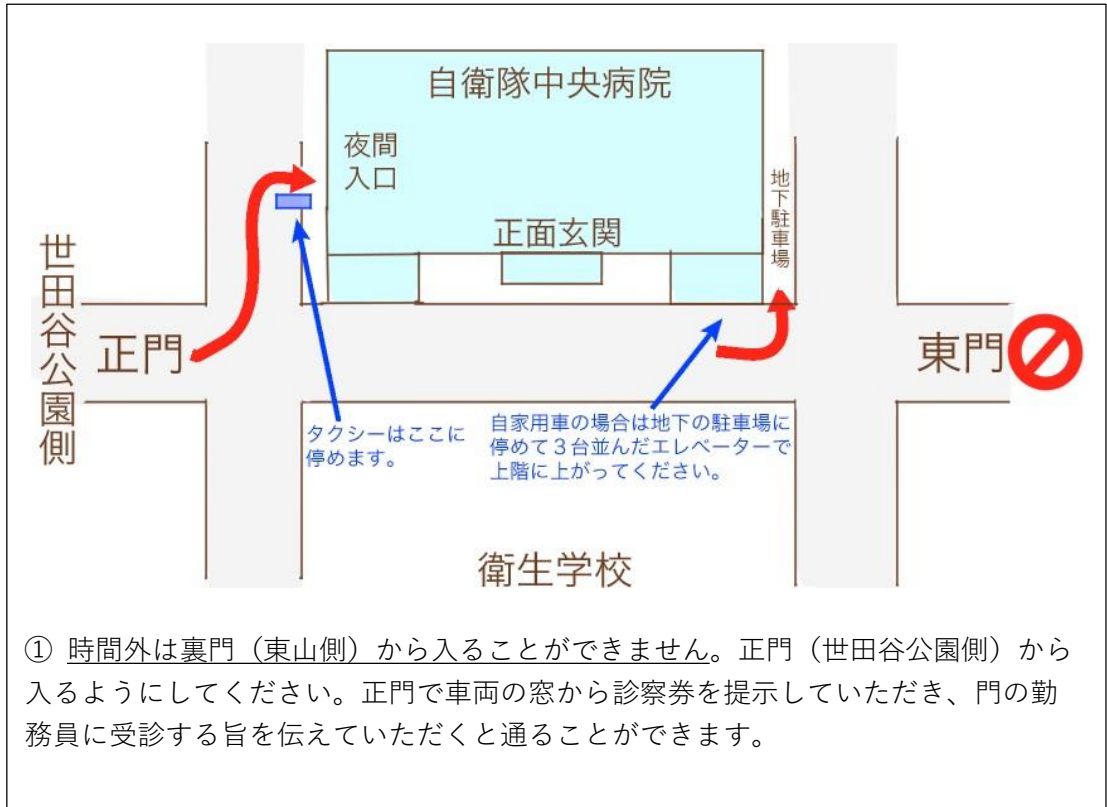 自衛隊中央病院
夜間
入口
正面玄関
地下駐車場
世田谷公園側
正門
東門
タクシーはここに
停めます。
自家用車の場合は地下の駐車場に
停めて3台並んだエレベーターで
上階に上がってください。
衛生学校
① 時間外は裏門（東山側）から入ることができません。正門（世田谷公園側）から
入るようにしてください。正門で車両の窓から診察券を提示していただき、門の勤
務員に受診する旨を伝えていただくと通ることができます。